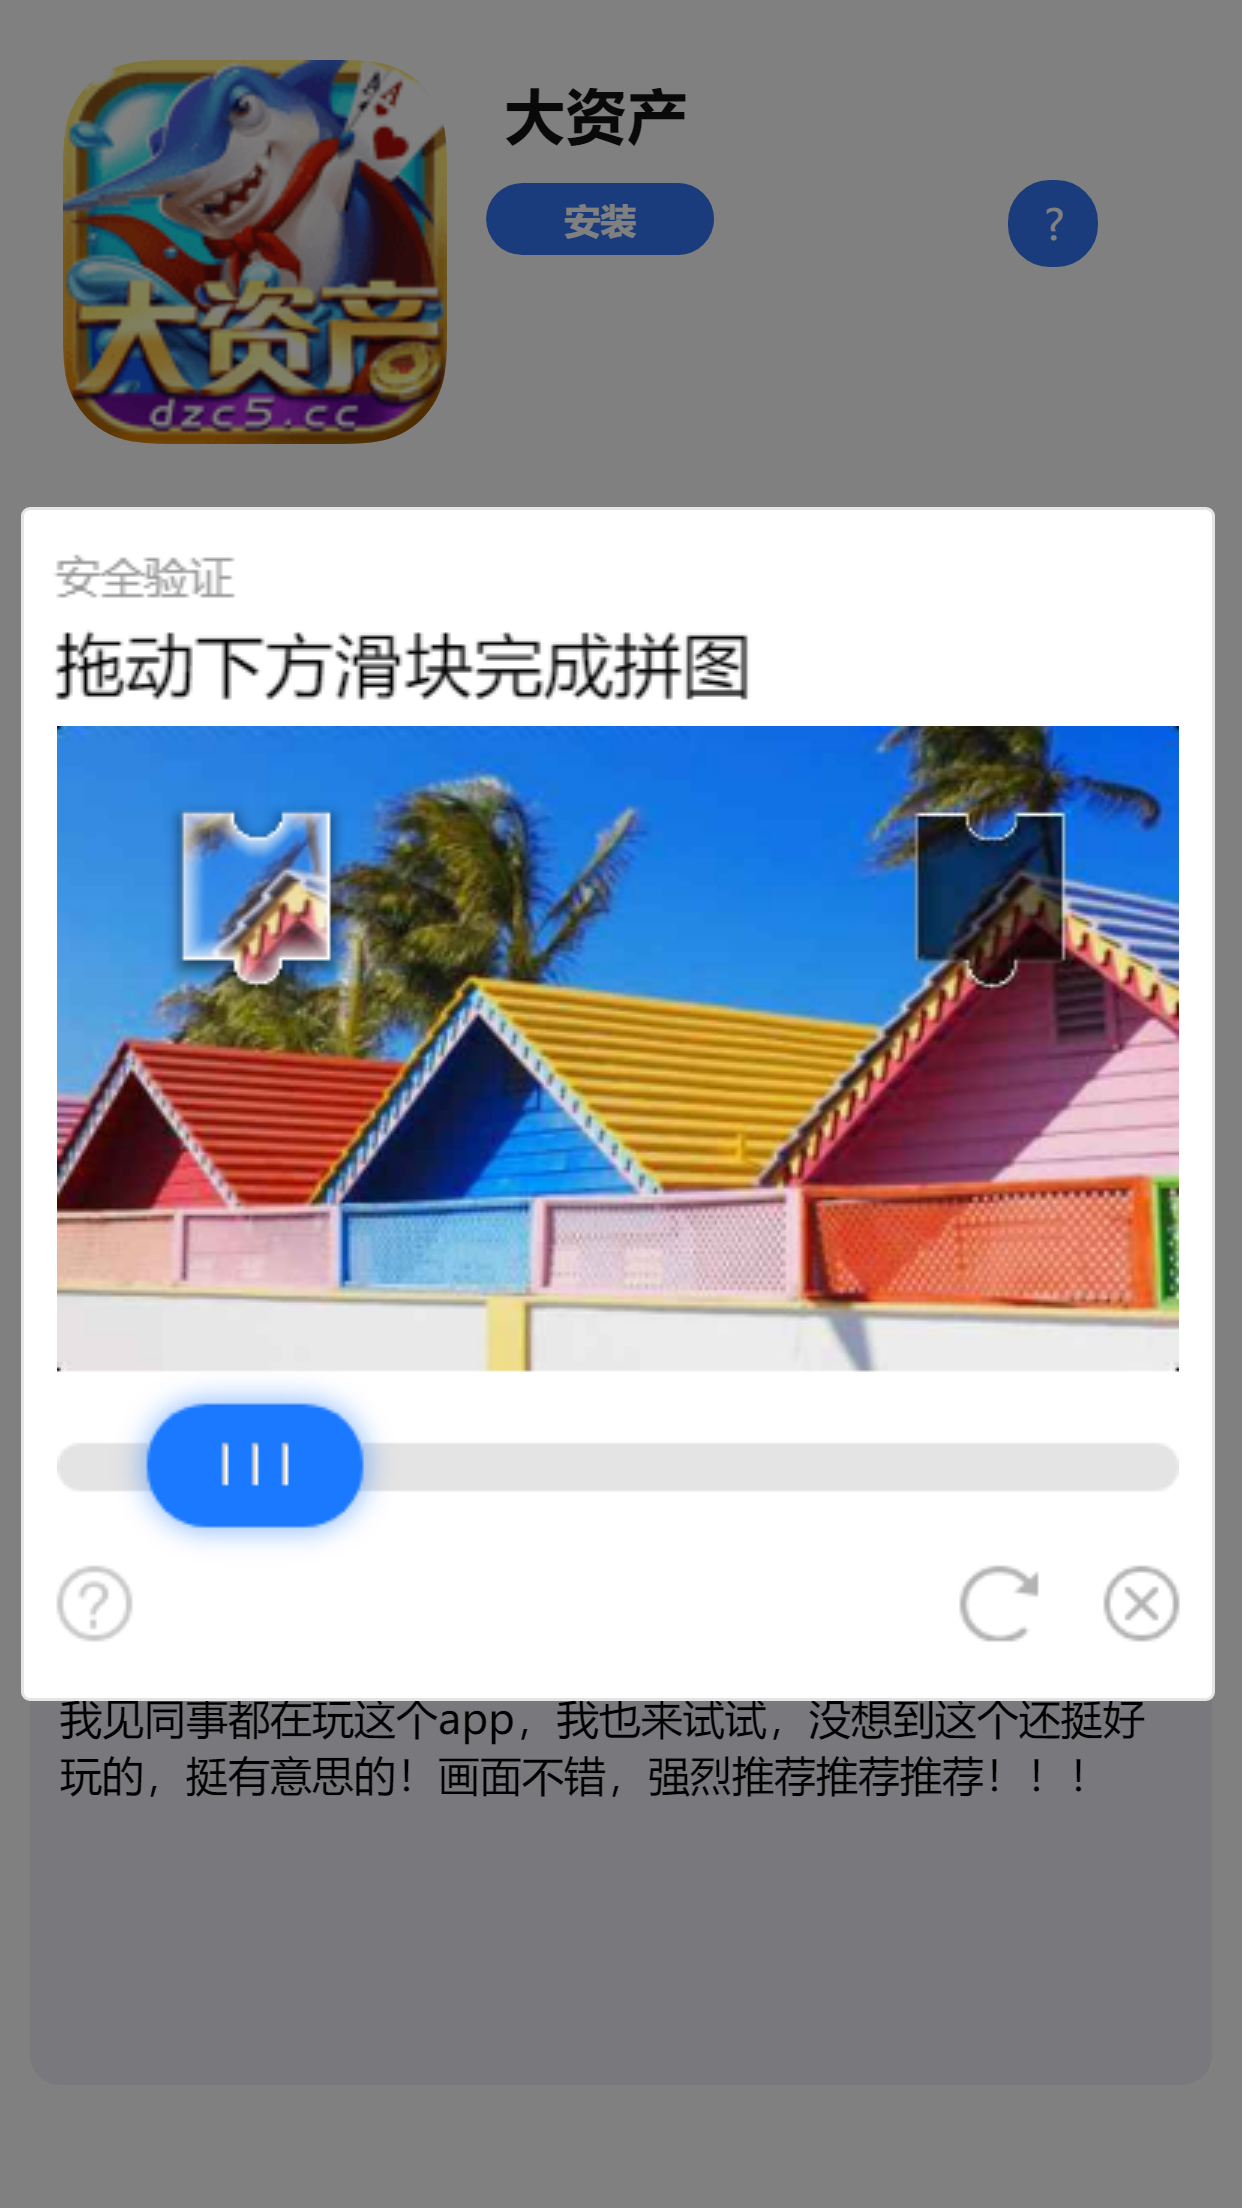 大资产
安装
?
A A
大资产
dzc5.cc
安全验证
拖动下方滑块完成拼图
?
我见同事都在玩这个app，我也来试试，没想到这个还挺好
玩的，挺有意思的！画面不错，强烈推荐推荐推荐！！！